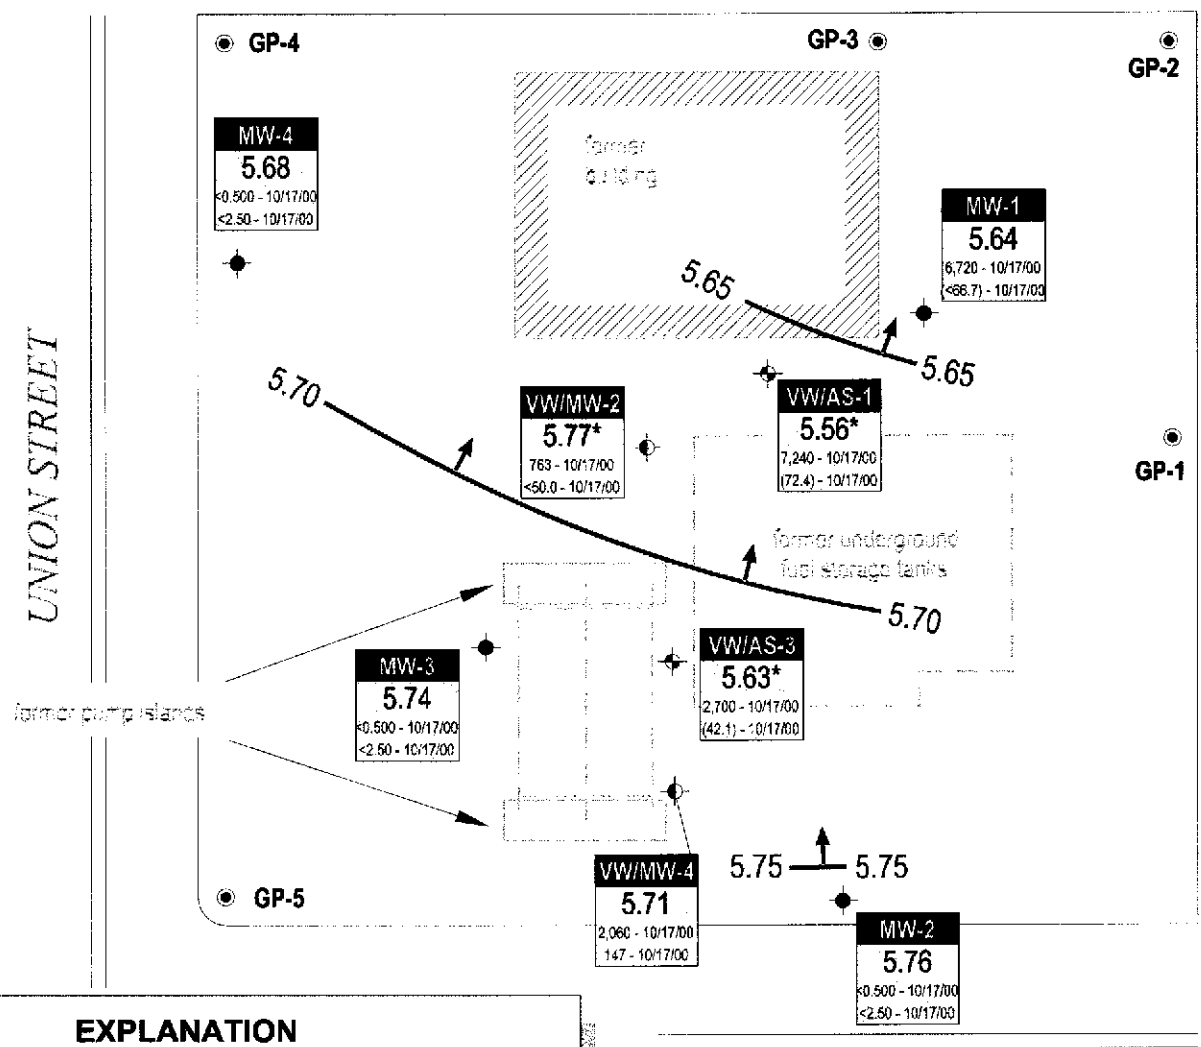 GP-4
GP-3
GP-2
MW-4
5.68
<0.500 - 10/17/00
<2.50 - 10/17/00
former
building
MW-1
5.64
6,720 - 10/17/00
(<66.7) - 10/17/00
5.65
5.65
UNION STREET
5.70
VW/MW-2
5.77*
763 - 10/17/00
<50.0 - 10/17/00
VW/AS-1
5.56*
7,240 - 10/17/00
(72.4) - 10/17/00
GP-1
former underground
fuel storage tanks
5.70
MW-3
5.74
<0.500 - 10/17/00
<2.50 - 10/17/00
VW/AS-3
5.63*
2,700 - 10/17/00
(42.1) - 10/17/00
former pump islands
VW/MW-4
5.71
2,060 - 10/17/00
147 - 10/17/00
5.75
5.75
GP-5
MW-2
5.76
<0.500 - 10/17/00
<2.50 - 10/17/00
EXPLANATION